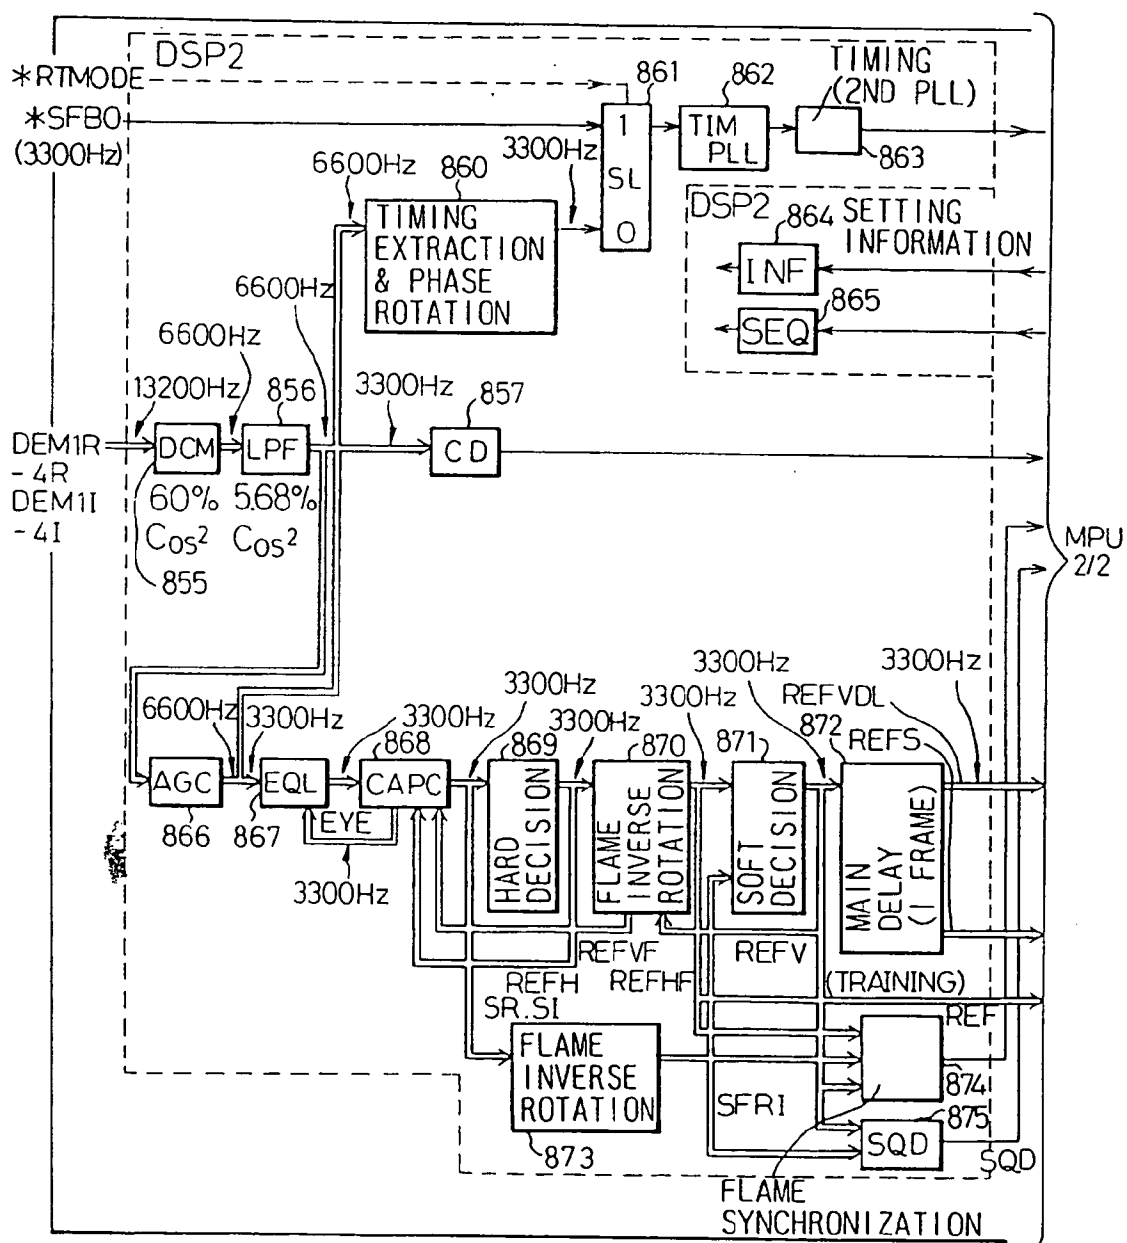 DSP2
*RTMODE
*SFBO
(3300Hz)
861
862
TIMING
(2ND PLL)
1
SL
0
TIM
PLL
863
6600Hz
860
3300Hz
TIMING
EXTRACTION
& PHASE
ROTATION
DSP2
864
SETTING
INFORMATION
INF
865
SEQ
6600Hz
6600Hz
13200Hz
856
3300Hz
857
DEM1R
-4R
DEM1I
-4I
DCM
LPF
CD
60%
Cos²
5.68%
Cos²
855
MPU
2/2
6600Hz
3300Hz
3300Hz
868
3300Hz
869
3300Hz
870
3300Hz
871
3300Hz
872
REFVDL
REFS
3300Hz
AGC
EQL
CAPC
866
867
EYE
3300Hz
HARD
DECISION
FLAME
INVERSE
ROTATION
SOFT
DECISION
MAIN
DELAY
(1 FRAME)
REFVF
REFH
REFHF
REFV
(TRAINING)
REF
SR.SI
FLAME
INVERSE
ROTATION
873
SFRI
874
875
SQD
SQD
FLAME
SYNCHRONIZATION